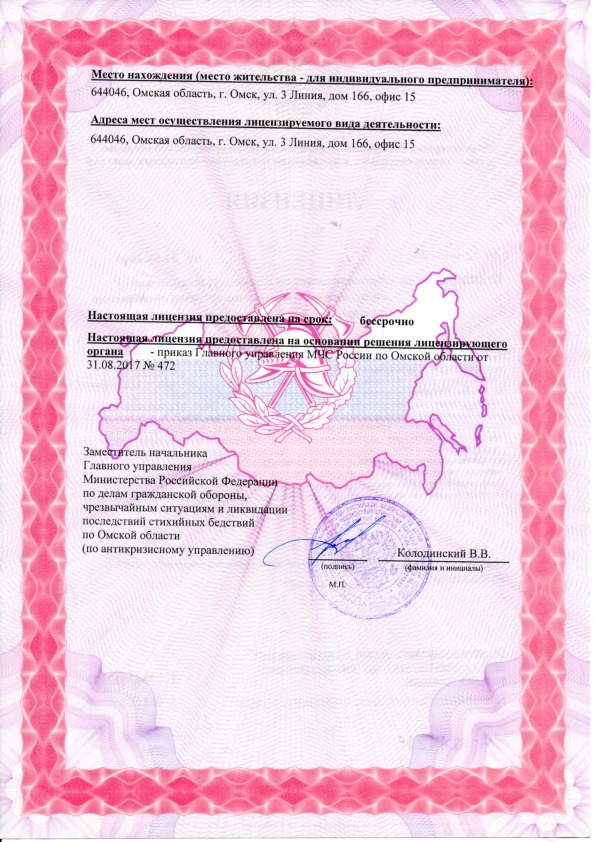 Место нахождения (место жительства - для индивидуального предпринимателя):
644046, Омская область, г. Омск, ул. 3 Линия, дом 166, офис 15
Адреса мест осуществления лицензируемого вида деятельности:
644046, Омская область, г. Омск, ул. 3 Линия, дом 166, офис 15
Настоящая лицензия предоставлена на срок: бессрочно
Настоящая лицензия предоставлена на основании решения лицензирующего
органа - приказ Главного управления МЧС России по Омской области от
31.08.2017 № 472
Заместитель начальника
Главного управления
Министерства Российской Федерации
по делам гражданской обороны,
чрезвычайным ситуациям и ликвидации
последствий стихийных бедствий
по Омской области
(по антикризисному управлению)
Колодинский В.В.
(подпись) (фамилия и инициалы)
М.П.